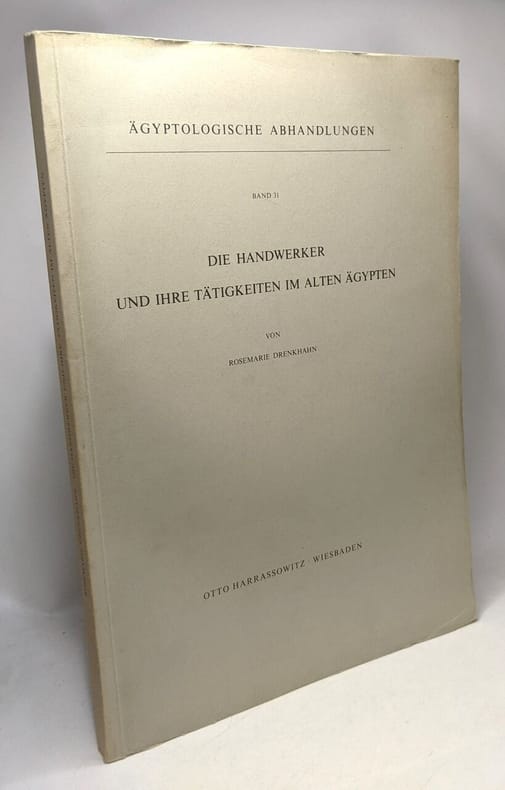 ÄGYPTOLOGISCHE ABHANDLUNGEN
BAND 31
DIE HANDWERKER
UND IHRE TÄTIGKEITEN IM ALTEN ÄGYPTEN
VON
ROSEMARIE DRENKHAHN
OTTO HARRASSOWITZ · WIESBADEN